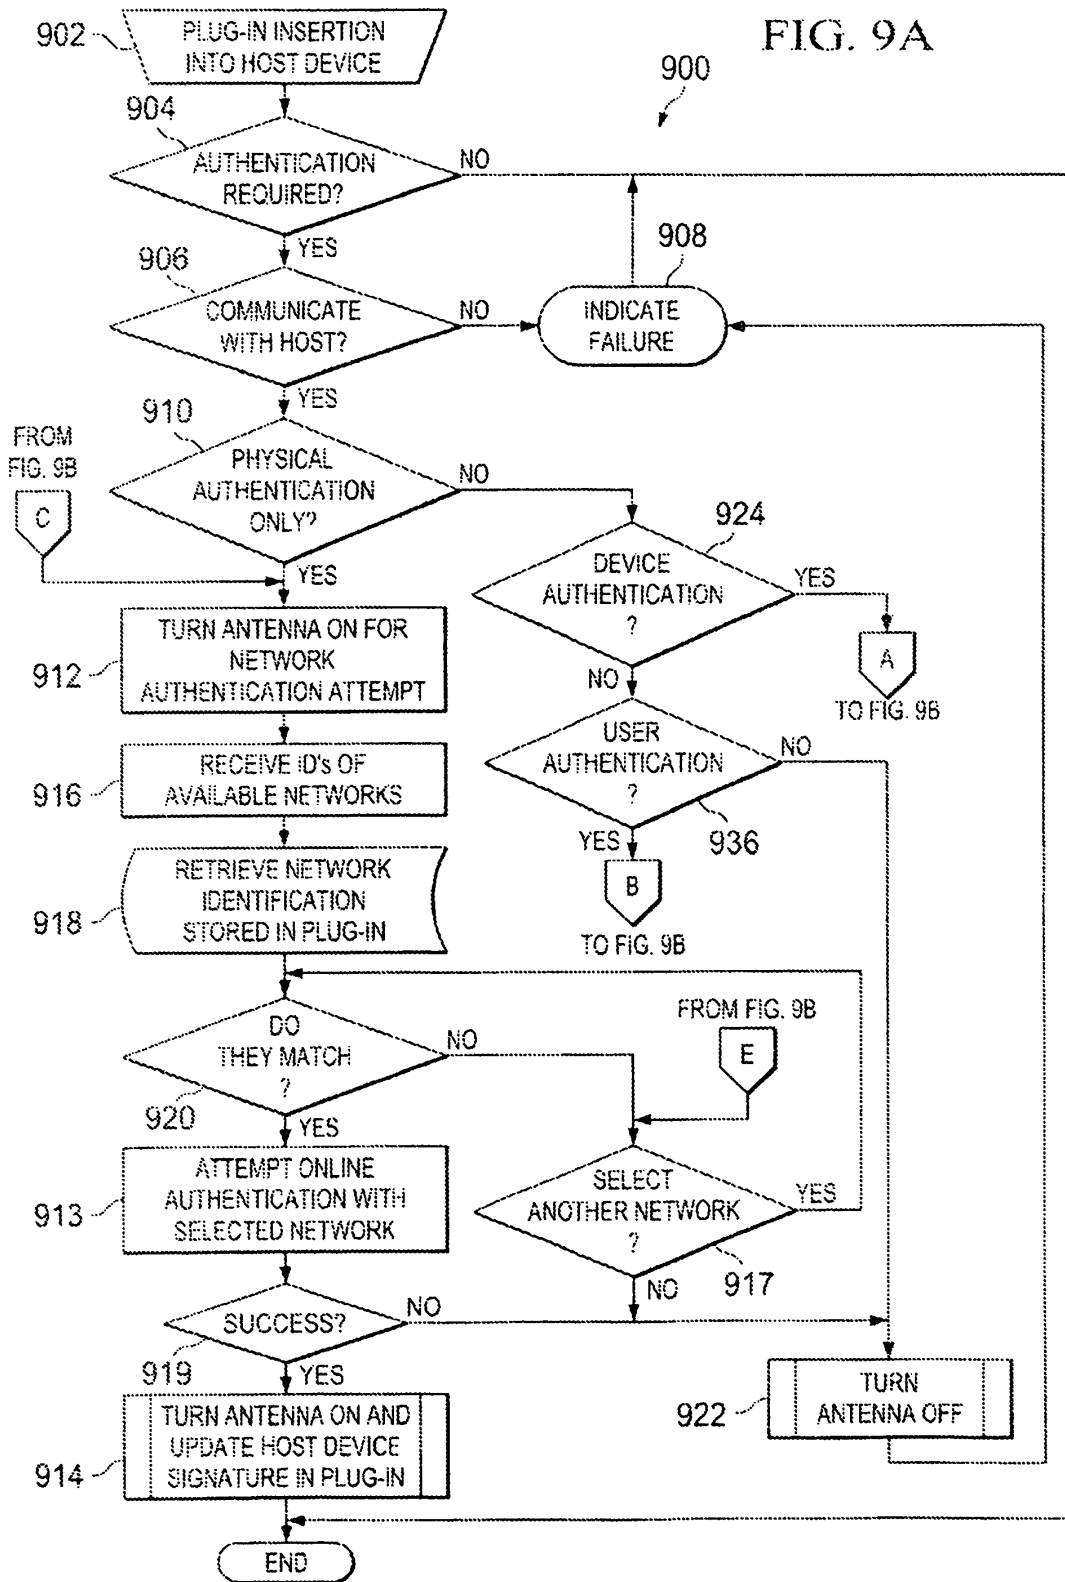 FIG. 9A
900
902
PLUG-IN INSERTION
INTO HOST DEVICE
904
AUTHENTICATION
REQUIRED?
NO
YES
906
COMMUNICATE
WITH HOST?
NO
908
INDICATE
FAILURE
YES
910
PHYSICAL
AUTHENTICATION
ONLY?
NO
FROM
FIG. 9B
C
YES
924
DEVICE
AUTHENTICATION
?
YES
A
TO FIG. 9B
NO
912
TURN ANTENNA ON FOR
NETWORK
AUTHENTICATION ATTEMPT
USER
AUTHENTICATION
?
NO
936
YES
B
TO FIG. 9B
916
RECEIVE ID's OF
AVAILABLE NETWORKS
918
RETRIEVE NETWORK
IDENTIFICATION
STORED IN PLUG-IN
DO
THEY MATCH
?
NO
920
YES
FROM FIG. 9B
E
913
ATTEMPT ONLINE
AUTHENTICATION WITH
SELECTED NETWORK
SELECT
ANOTHER NETWORK
?
YES
917
NO
SUCCESS?
NO
919
YES
922
TURN
ANTENNA OFF
914
TURN ANTENNA ON AND
UPDATE HOST DEVICE
SIGNATURE IN PLUG-IN
END